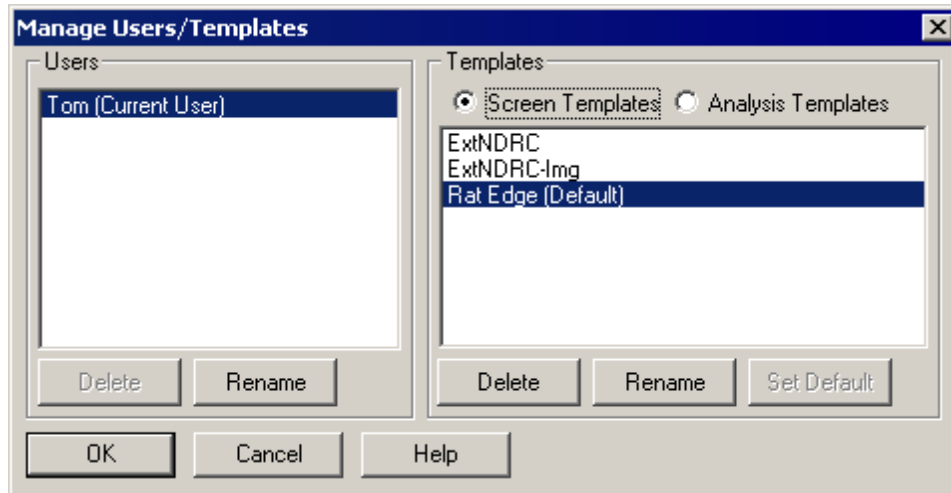 Manage Users/Templates
Users
Tom (Current User)
Delete
Rename
Templates
Screen Templates
Analysis Templates
ExtNDRC
ExtNDRC-Img
Rat Edge (Default)
Delete
Rename
Set Default
OK
Cancel
Help